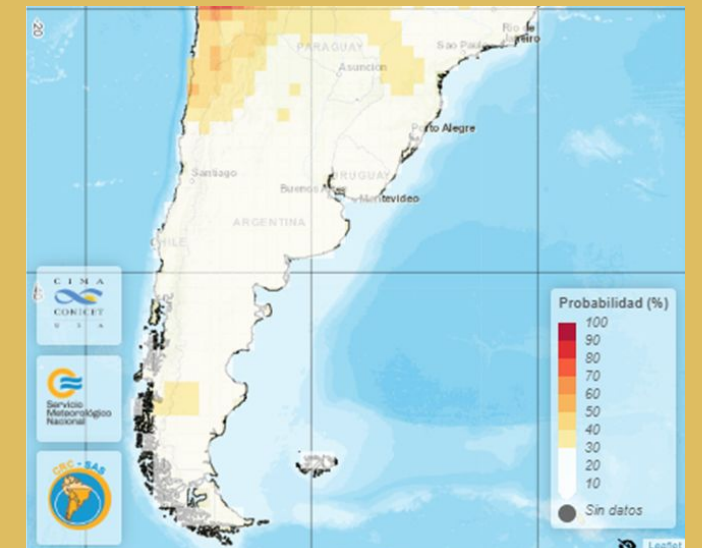 -20
Rio de
Janeiro
Sao Paulo
PARAGUAY
Asuncion
Porto Alegre
Santiago
URUGUAY
Buenos Aires
Montevideo
ARGENTINA
CHILE
CIMA
CONICET
UBA
Servicio
Meteorológico
Nacional
CRC - SAS
Probabilidad (%)
100
90
80
70
60
50
40
30
20
10
Sin datos
Leaflet